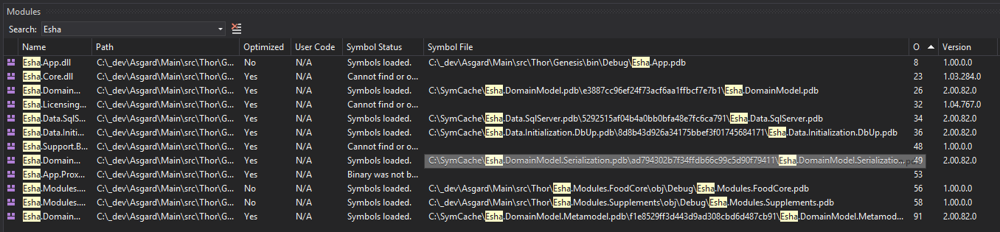 Modules
Search: Esha
Name Path Optimized User Code Symbol Status Symbol File O Version
Esha.App.dll C:\_dev\Asgard\Main\src\Thor\G... No N/A Symbols loaded. C:\_dev\Asgard\Main\src\Thor\Genesis\bin\Debug\Esha.App.pdb 8 1.00.0.0
Esha.Core.dll C:\_dev\Asgard\Main\src\Thor\G... Yes N/A Cannot find or o... 23 1.03.284.0
Esha.Domain... C:\_dev\Asgard\Main\src\Thor\G... Yes N/A Symbols loaded. C:\SymCache\Esha.DomainModel.pdb\e3887cc96ef24f73acf6aa1ffbcf7e7b1\Esha.DomainModel.pdb 26 2.00.82.0
Esha.Licensing... C:\_dev\Asgard\Main\src\Thor\G... Yes N/A Cannot find or o... 32 1.04.767.0
Esha.Data.SqlS... C:\_dev\Asgard\Main\src\Thor\G... Yes N/A Symbols loaded. C:\SymCache\Esha.Data.SqlServer.pdb\5292515af04b4a0bb0bfa48e7fc6ca791\Esha.Data.SqlServer.pdb 34 2.00.82.0
Esha.Data.Initi... C:\_dev\Asgard\Main\src\Thor\G... Yes N/A Symbols loaded. C:\SymCache\Esha.Data.Initialization.DbUp.pdb\8d8b43d926a34175bbef3f01745684171\Esha.Data.Initialization.DbUp.pdb 36 2.00.82.0
Esha.Support.B... C:\_dev\Asgard\Main\src\Thor\G... Yes N/A Cannot find or o... 48 1.00.0.0
Esha.Domain... C:\_dev\Asgard\Main\src\Thor\G... Yes N/A Symbols loaded. C:\SymCache\Esha.DomainModel.Serialization.pdb\ad794302b7f34ffdb66c99c5d90f79411\Esha.DomainModel.Serializatio... 49 2.00.82.0
Esha.App.Prox... C:\_dev\Asgard\Main\src\Thor\G... Yes N/A Binary was not b... 53
Esha.Modules.... C:\_dev\Asgard\Main\src\Thor\G... No N/A Symbols loaded. C:\_dev\Asgard\Main\src\Thor\Esha.Modules.FoodCore\obj\Debug\Esha.Modules.FoodCore.pdb 56 1.00.0.0
Esha.Modules.... C:\_dev\Asgard\Main\src\Thor\G... No N/A Symbols loaded. C:\_dev\Asgard\Main\src\Thor\Esha.Modules.Supplements\obj\Debug\Esha.Modules.Supplements.pdb 58 1.00.0.0
Esha.Domain... C:\_dev\Asgard\Main\src\Thor\G... Yes N/A Symbols loaded. C:\SymCache\Esha.DomainModel.Metamodel.pdb\f1e8529ff3d443d9ad308cbd6d487cb91\Esha.DomainModel.Metamod... 91 2.00.82.0